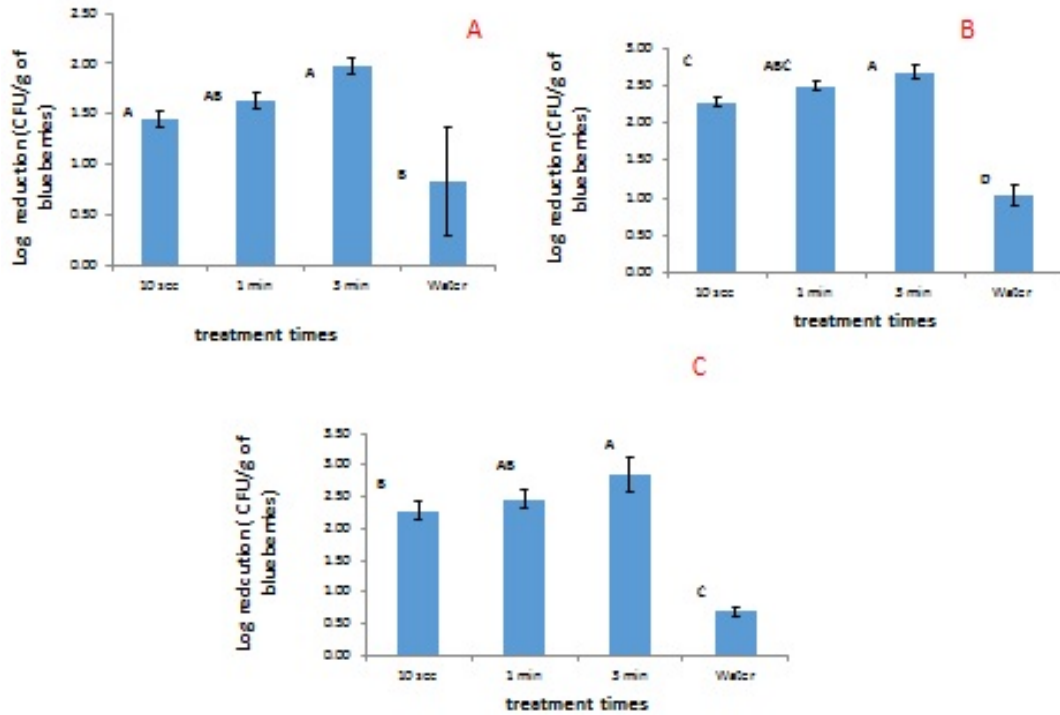 A
Log reduction (CFU/g of
blueberries)
2.50
2.00
1.50
1.00
0.50
0.00
A
AB
A
B
10 sec
1 min
3 min
Water
treatment times
B
Log reduction (CFU/g of
blueberries)
3.00
2.50
2.00
1.50
1.00
0.50
0.00
C
ABC
A
D
10 sec
1 min
3 min
Water
treatment times
C
Log redcution ( CFU/g of
blueberries)
3.50
3.00
2.50
2.00
1.50
1.00
0.50
0.00
B
AB
A
C
10 sec
1 min
3 min
Water
treatment times